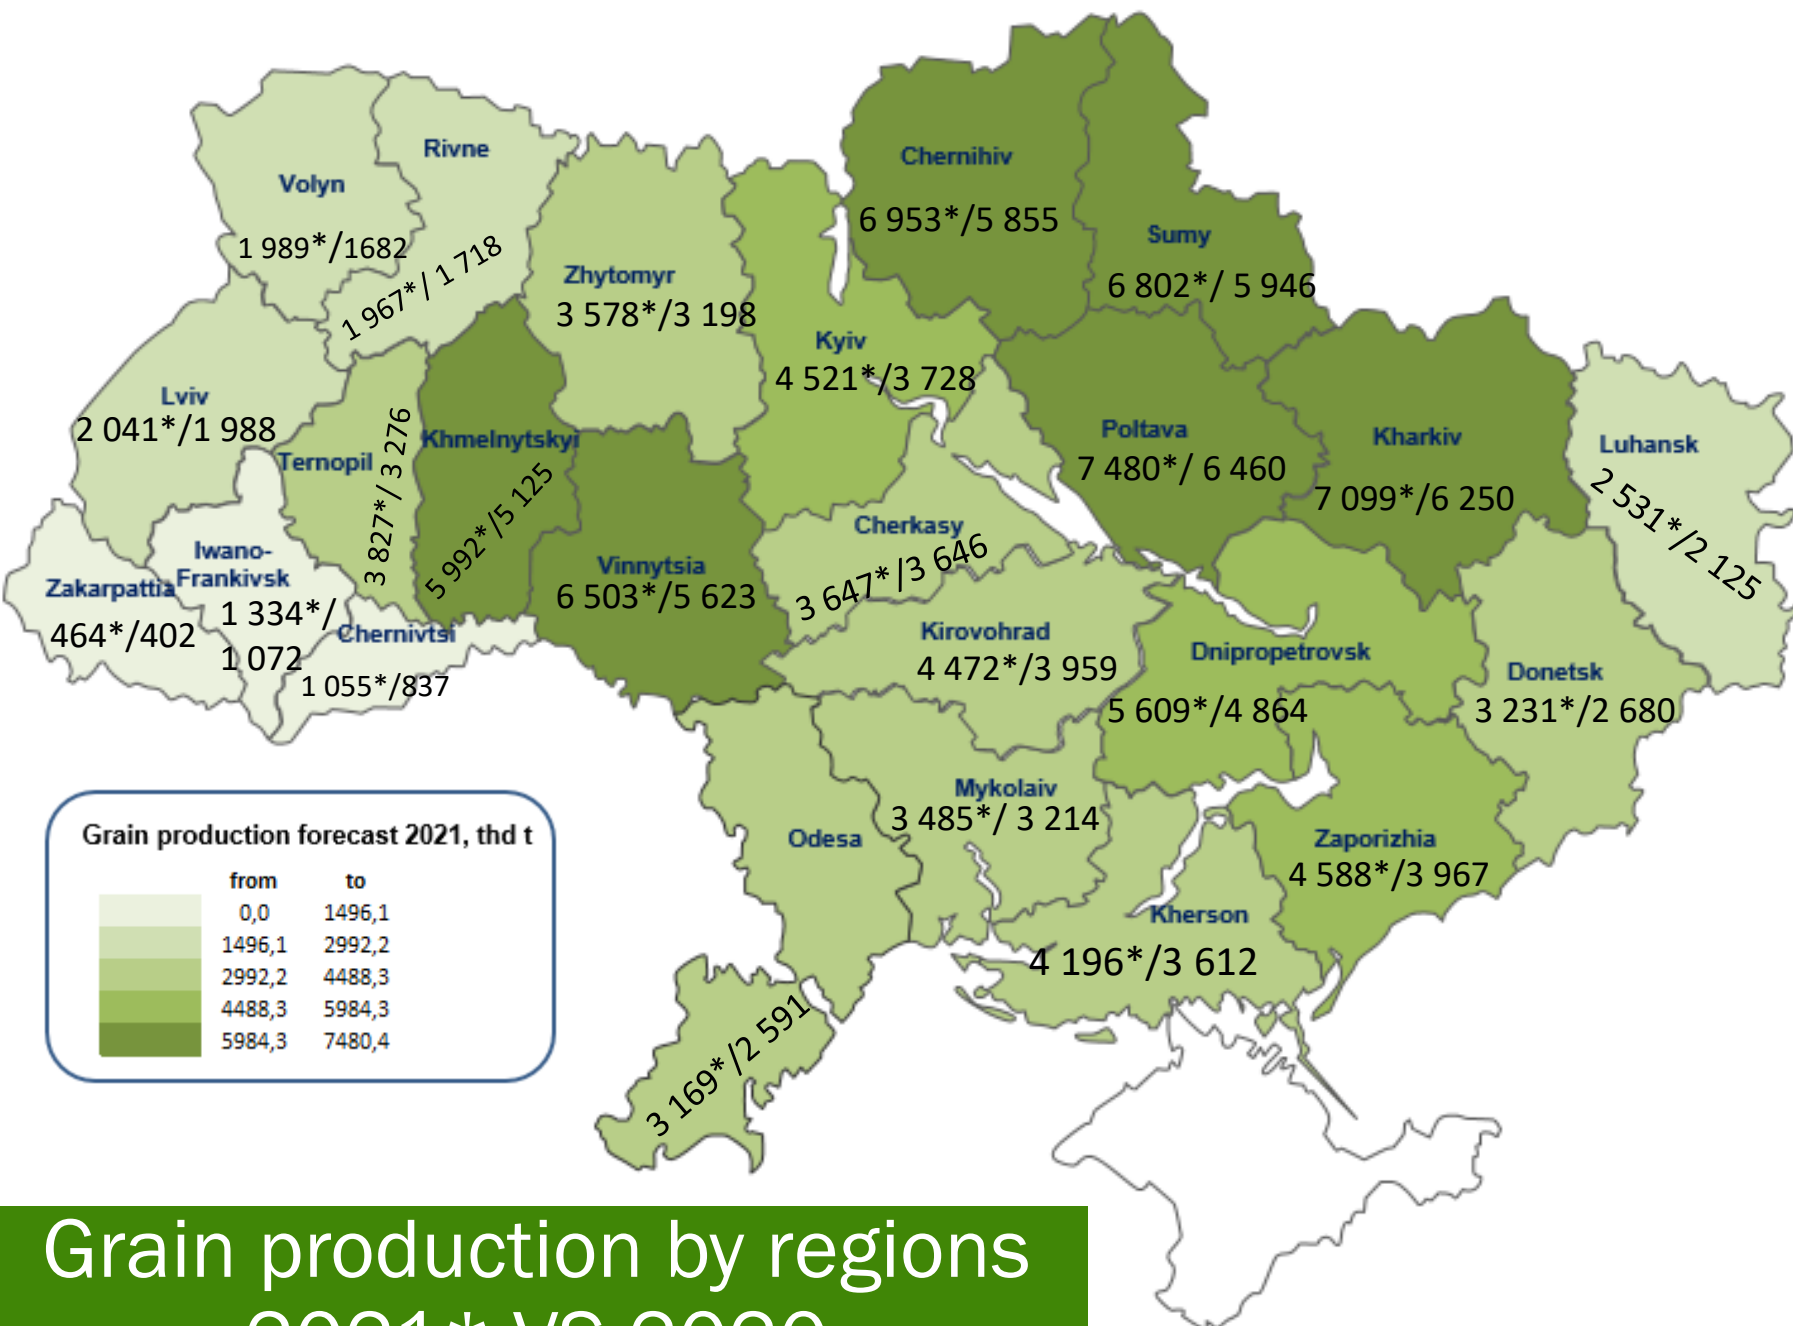 Chernihiv
6 953*/5 855
Sumy
6 802*/ 5 946
Rivne
1 967*/ 1 718
Volyn
1 989*/1682
Zhytomyr
3 578*/3 198
Kyiv
4 521*/3 728
Lviv
2 041*/1 988
Ternopil
3 827*/ 3 276
Khmelnytskyi
5 992*/5 125
Poltava
7 480*/ 6 460
Kharkiv
7 099*/6 250
Luhansk
2 531*/2 125
Cherkasy
3 647*/3 646
Vinnytsia
6 503*/5 623
Iwano-
Frankivsk
1 334*/
1 072
Zakarpattia
464*/402
Chernivtsi
1 055*/837
Kirovohrad
4 472*/3 959
Dnipropetrovsk
5 609*/4 864
Donetsk
3 231*/2 680
Mykolaiv
3 485*/ 3 214
Odesa
3 169*/2 591
Zaporizhia
4 588*/3 967
Kherson
4 196*/3 612
Grain production forecast 2021, thd t
from to
0,0 1496,1
1496,1 2992,2
2992,2 4488,3
4488,3 5984,3
5984,3 7480,4
Grain production by regions
2021* VS 2020